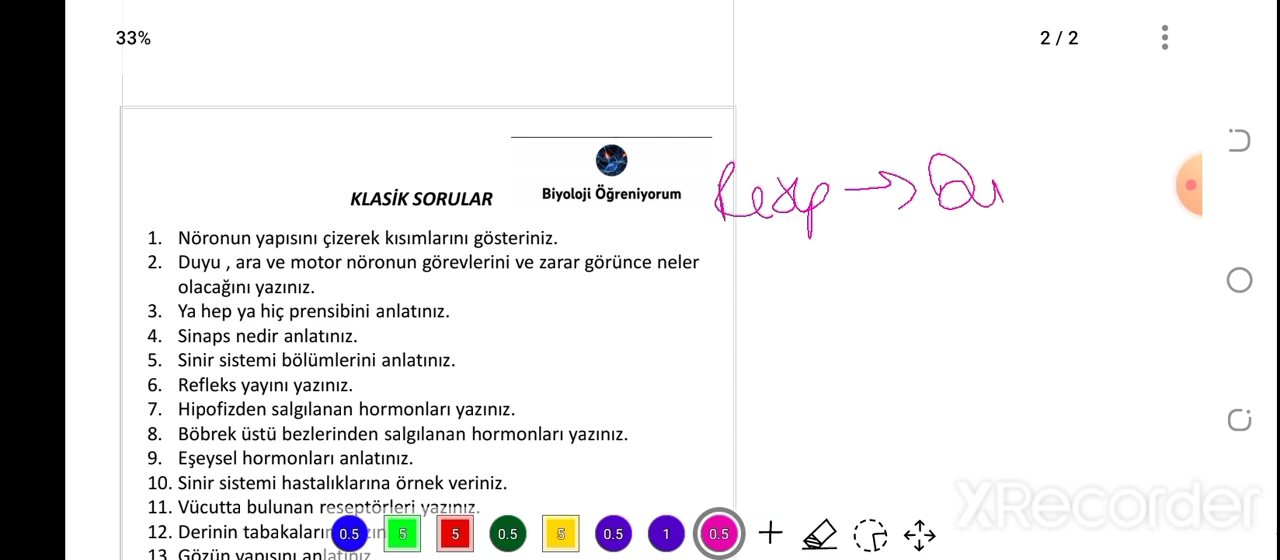 33%
2 / 2
Biyoloji Öğreniyorum
KLASİK SORULAR
1. Nöronun yapısını çizerek kısımlarını gösteriniz.
2. Duyu , ara ve motor nöronun görevlerini ve zarar görünce neler
olacağını yazınız.
3. Ya hep ya hiç prensibini anlatınız.
4. Sinaps nedir anlatınız.
5. Sinir sistemi bölümlerini anlatınız.
6. Refleks yayını yazınız.
7. Hipofizden salgılanan hormonları yazınız.
8. Böbrek üstü bezlerinden salgılanan hormonları yazınız.
9. Eşeysel hormonları anlatınız.
10. Sinir sistemi hastalıklarına örnek veriniz.
11. Vücutta bulunan reseptörleri yazınız.
12. Derinin
13. Gözün yapısını anlatınız
0.5 5 5 0.5 5 0.5 1 0.5
XRecorder